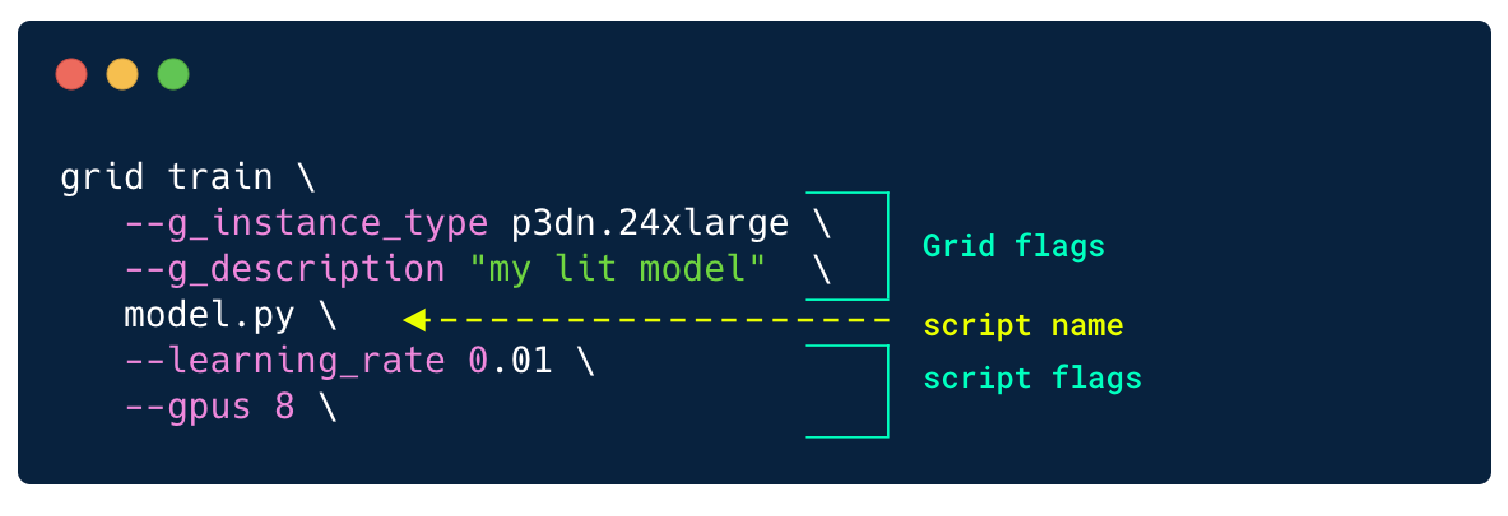 grid train \
--g_instance_type p3dn.24xlarge \
--g_description "my lit model" \
Grid flags
model.py \
script name
--learning_rate 0.01 \
script flags
--gpus 8 \